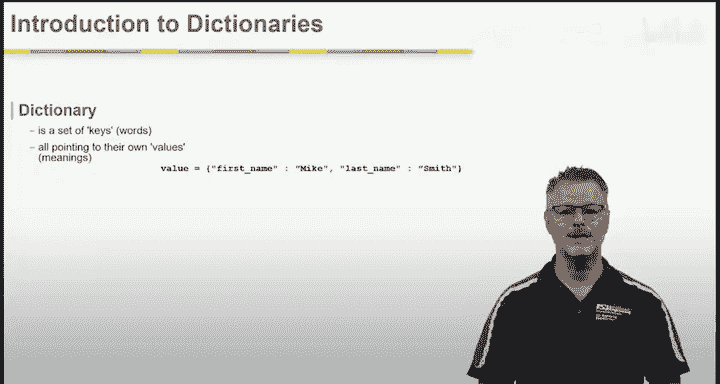 Introduction to Dictionaries
Dictionary
– is a set of 'keys' (words)
– all pointing to their own 'values'
(meanings)
value = {"first_name" : "Mike", "last_name" : "Smith"}